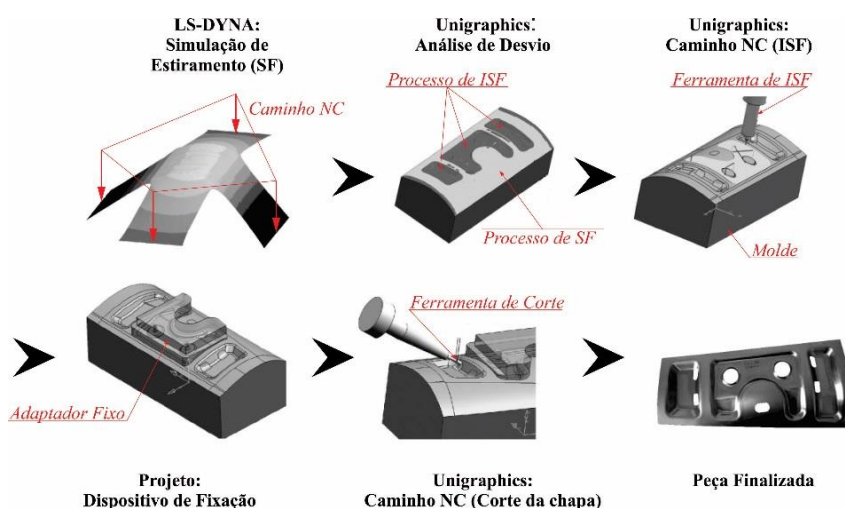 LS-DYNA:
Simulação de
Estiramento (SF)
Unigraphics:
Análise de Desvio
Unigraphics:
Caminho NC (ISF)
Caminho NC
Processo de ISF
Processo de SF
Ferramenta de ISF
Molde
Adaptador Fixo
Ferramenta de Corte
Projeto:
Dispositivo de Fixação
Unigraphics:
Caminho NC (Corte da chapa)
Peça Finalizada